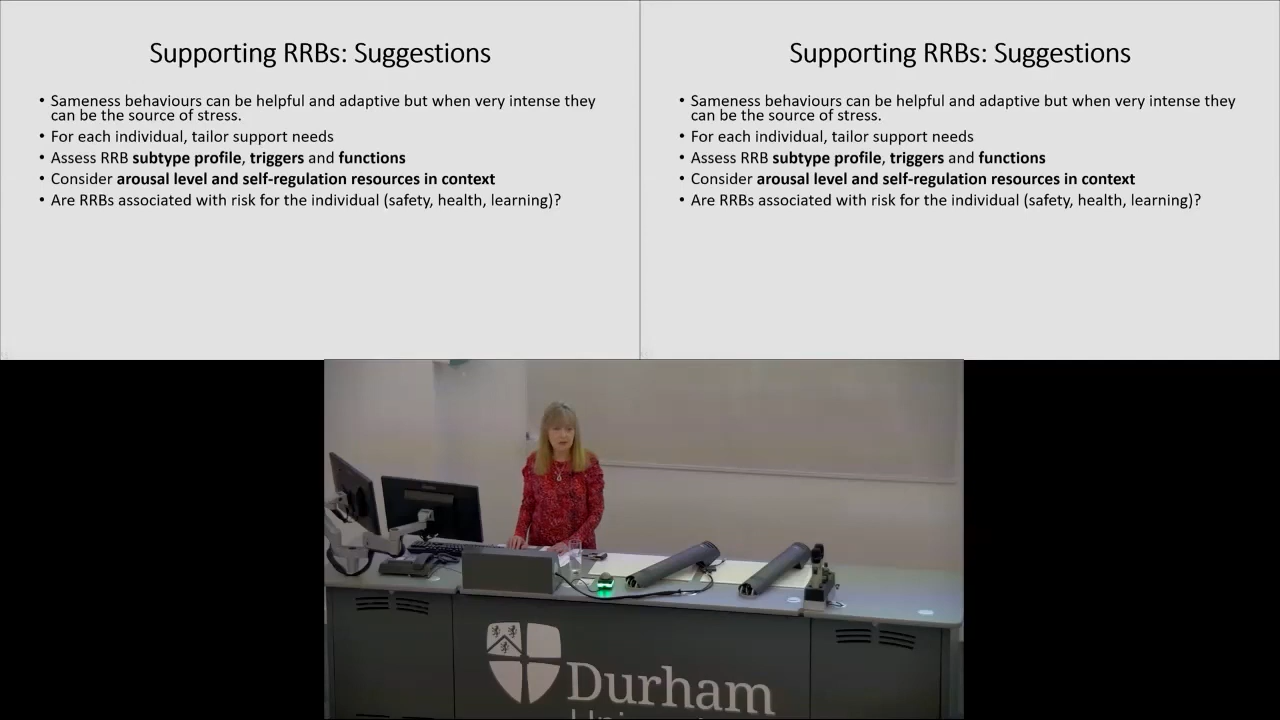 Supporting RRBs: Suggestions
• Sameness behaviours can be helpful and adaptive but when very intense they
can be the source of stress.
• For each individual, tailor support needs
• Assess RRB subtype profile, triggers and functions
• Consider arousal level and self-regulation resources in context
• Are RRBs associated with risk for the individual (safety, health, learning)?
Supporting RRBs: Suggestions
• Sameness behaviours can be helpful and adaptive but when very intense they
can be the source of stress.
• For each individual, tailor support needs
• Assess RRB subtype profile, triggers and functions
• Consider arousal level and self-regulation resources in context
• Are RRBs associated with risk for the individual (safety, health, learning)?
Durham